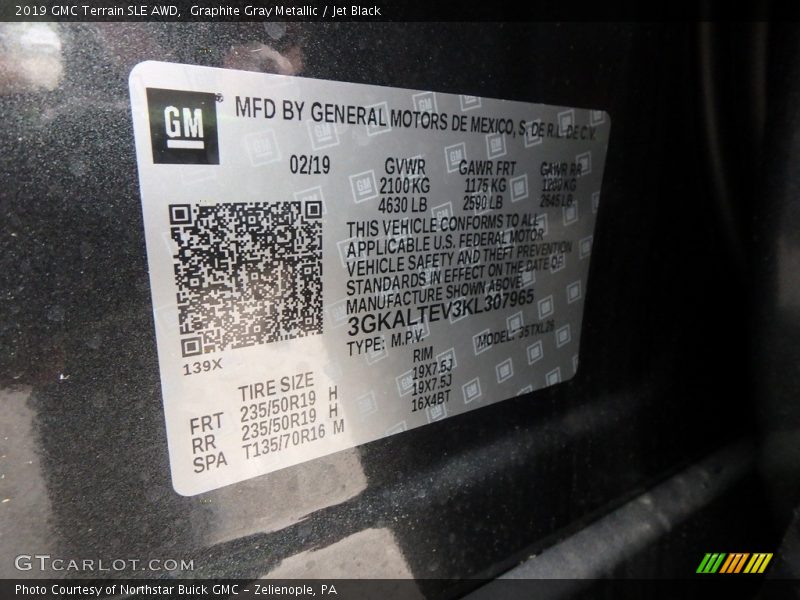 2019 GMC Terrain SLE AWD, Graphite Gray Metallic / Jet Black
GM
MFD BY GENERAL MOTORS DE MEXICO, S. DE R.L. DE C.V.
02/19 GVWR GAWR FRT GAWR RR
2100 KG 1175 KG 1200 KG
4630 LB 2590 LB 2645 LB
THIS VEHICLE CONFORMS TO ALL
APPLICABLE U.S. FEDERAL MOTOR
VEHICLE SAFETY AND THEFT PREVENTION
STANDARDS IN EFFECT ON THE DATE OF
MANUFACTURE SHOWN ABOVE.
3GKALTEV3KL307965
TYPE: M.P.V. MODEL: 35TXL26
139X
TIRE SIZE RIM
FRT 235/50R19 H 19X7.5J
RR 235/50R19 H 19X7.5J
SPA T135/70R16 M 16X4BT
GTCARLOT.COM
Photo Courtesy of Northstar Buick GMC - Zelienople, PA